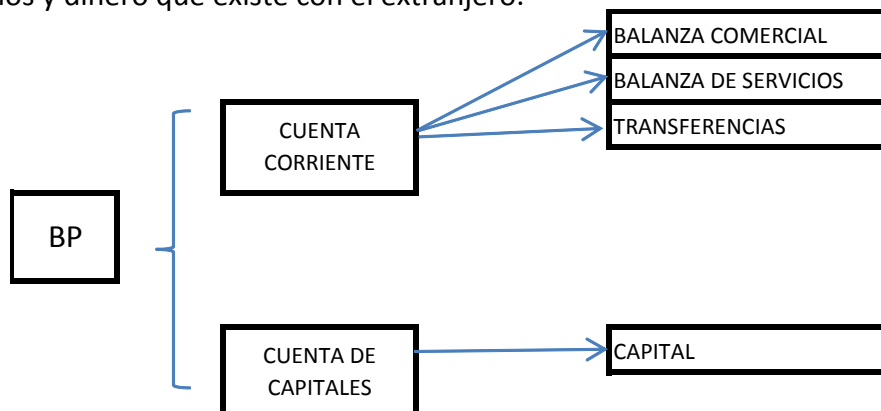 y dinero que existe con el extranjero.
BALANZA COMERCIAL
BALANZA DE SERVICIOS
TRANSFERENCIAS
CUENTA
CORRIENTE
BP
CUENTA DE
CAPITALES
CAPITAL